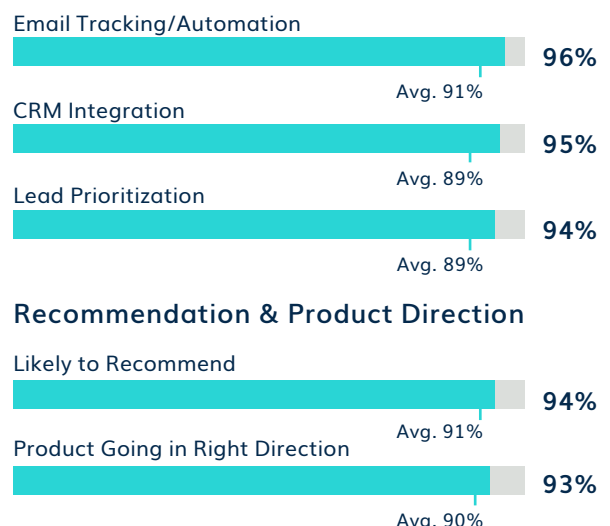 Email Tracking/Automation
96%
Avg. 91%
CRM Integration
95%
Avg. 89%
Lead Prioritization
94%
Avg. 89%
Recommendation & Product Direction
Likely to Recommend
94%
Avg. 91%
Product Going in Right Direction
93%
Avg. 90%